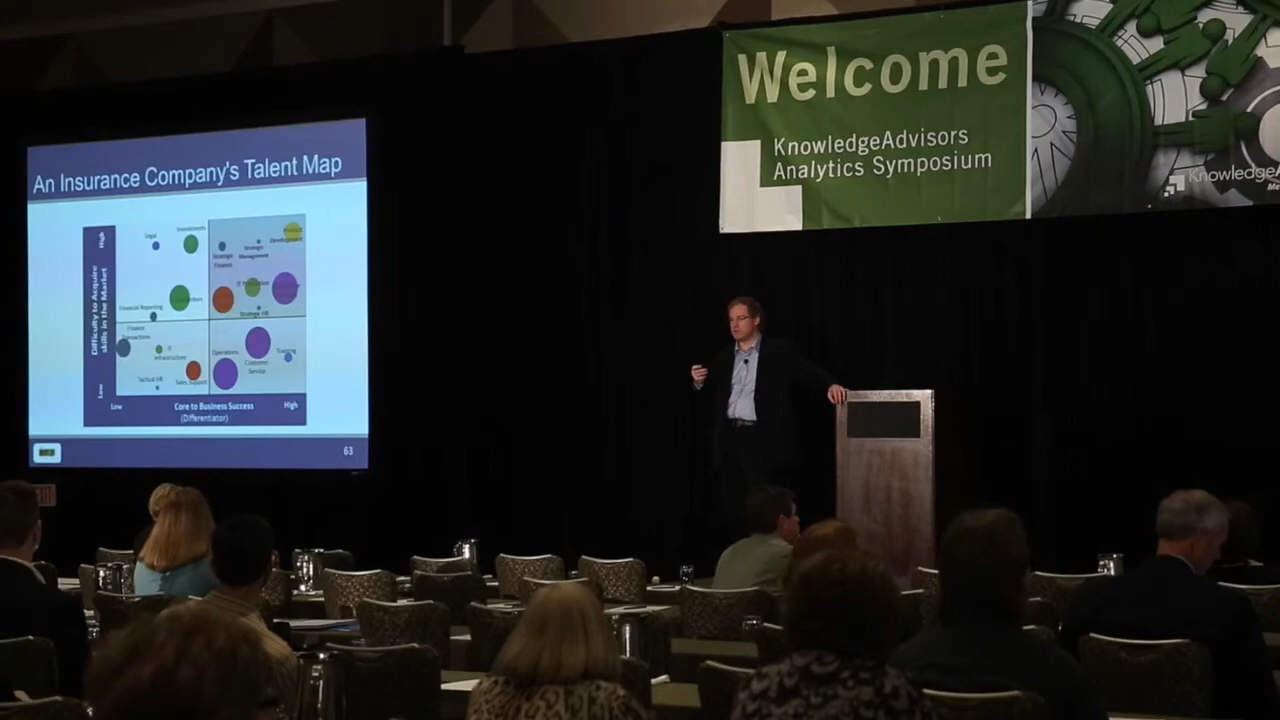 Welcome
KnowledgeAdvisors
Analytics Symposium
KnowledgeA
An Insurance Company's Talent Map
High
Difficulty to Acquire
skills in the Market
Low
Legal
Investments
Product
Development
Strategic
Finance
Strategic
Management
Financial Reporting
Strategic HR
Finance
Transactions
IT
Infrastructure
Tactical HR
Sales Support
Operations
Customer
Service
Training
Low
Core to Business Success
(Differentiator)
High
63